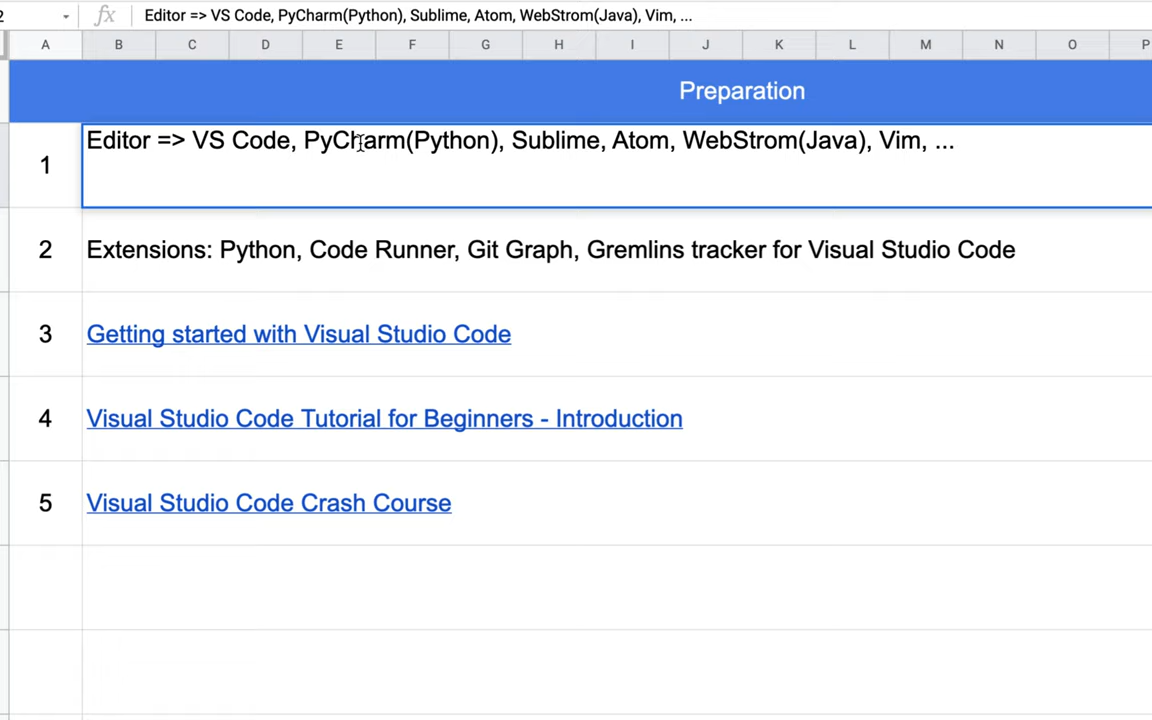 2 fx Editor => VS Code, PyCharm(Python), Sublime, Atom, WebStrom(Java), Vim, ...
A B C D E F G H I J K L M N O P
Preparation
1 Editor => VS Code, PyCharm(Python), Sublime, Atom, WebStrom(Java), Vim, ...
2 Extensions: Python, Code Runner, Git Graph, Gremlins tracker for Visual Studio Code
3 Getting started with Visual Studio Code
4 Visual Studio Code Tutorial for Beginners - Introduction
5 Visual Studio Code Crash Course